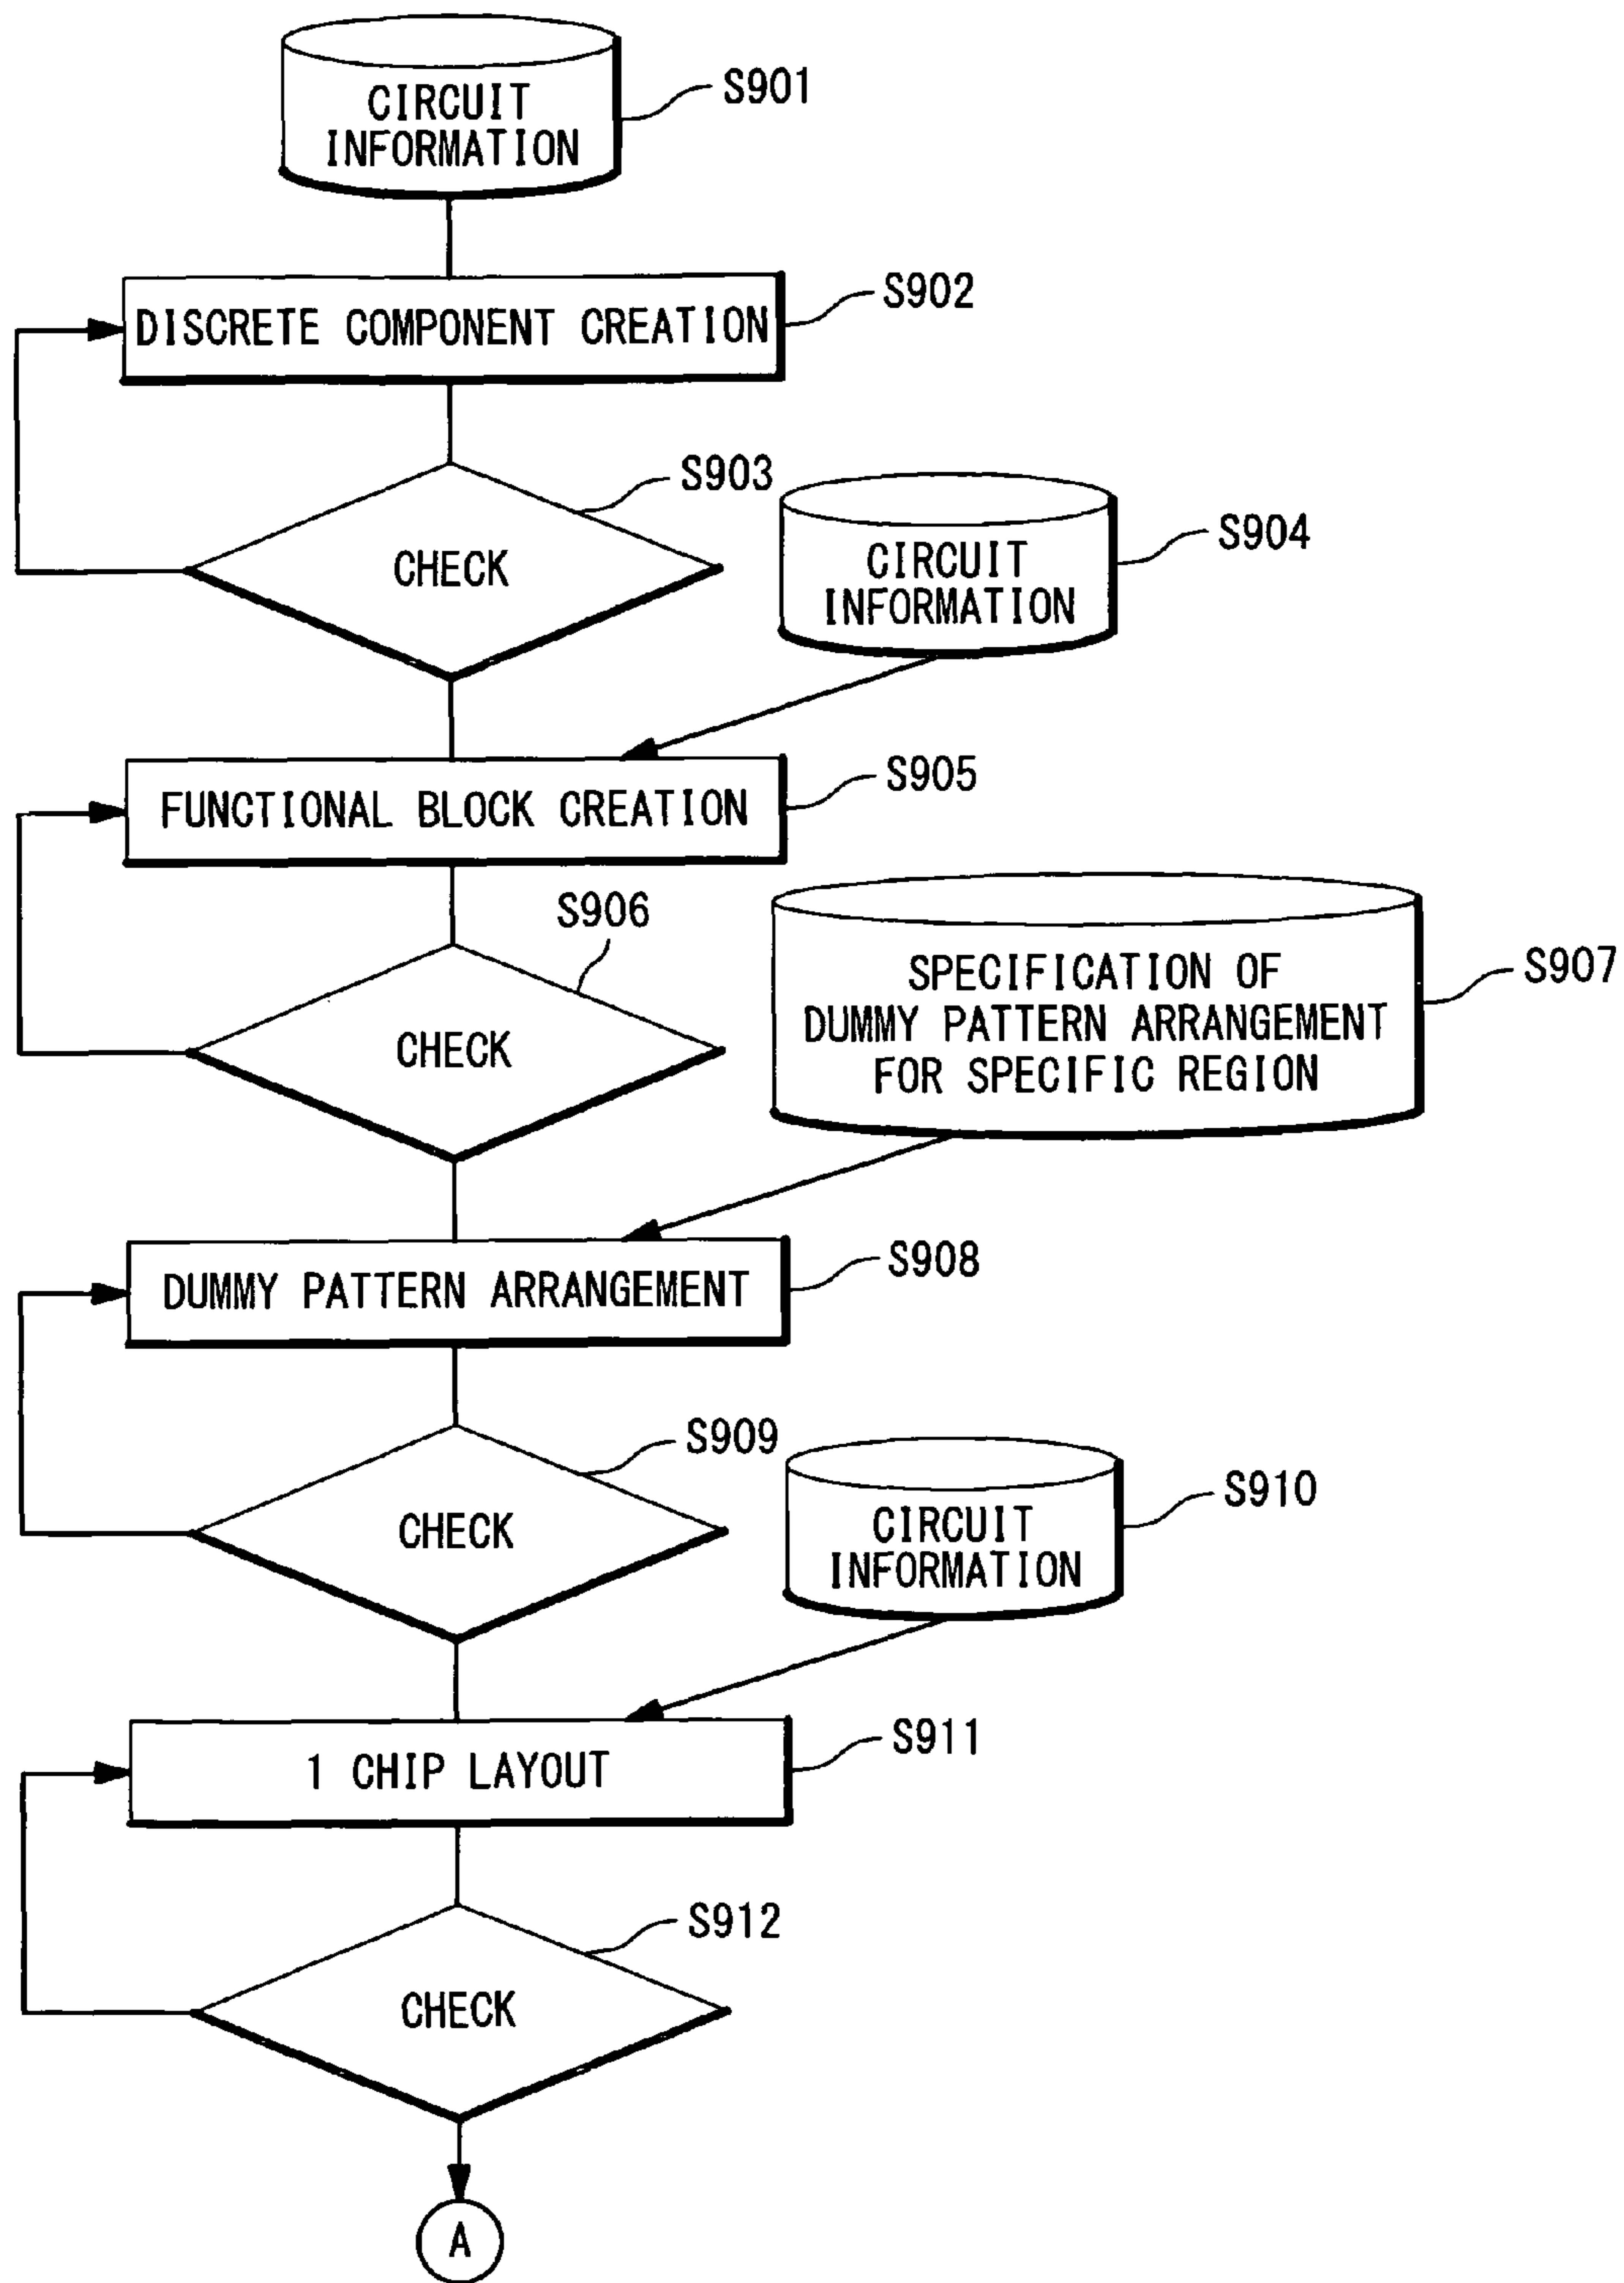 CIRCUIT
INFORMATION
S901
DISCRETE COMPONENT CREATION
S902
CHECK
S903
CIRCUIT
INFORMATION
S904
FUNCTIONAL BLOCK CREATION
S905
CHECK
S906
SPECIFICATION OF
DUMMY PATTERN ARRANGEMENT
FOR SPECIFIC REGION
S907
DUMMY PATTERN ARRANGEMENT
S908
CHECK
S909
CIRCUIT
INFORMATION
S910
1 CHIP LAYOUT
S911
CHECK
S912
A